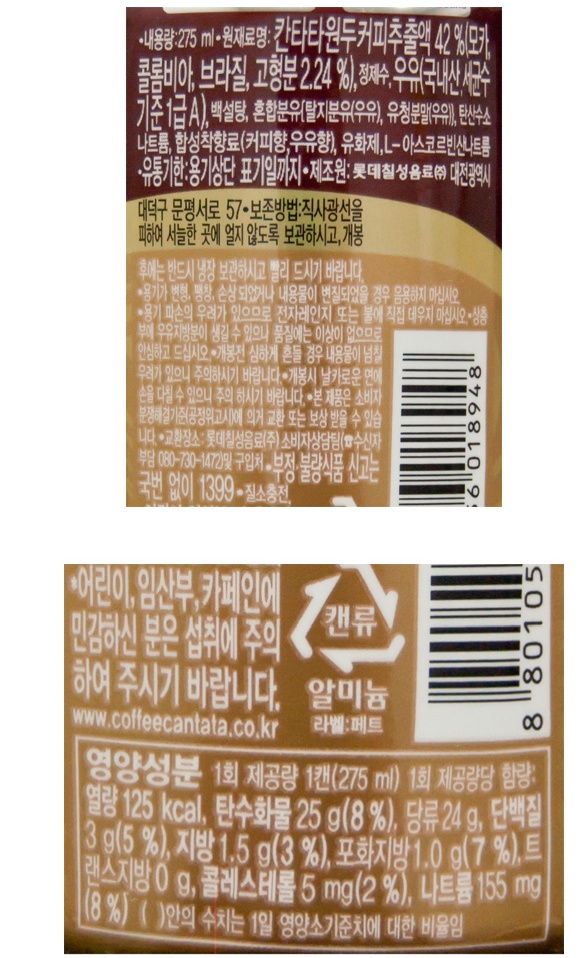 •내용량:275 ml •원재료명: 칸타타원두커피추출액 42 %(모카,
콜롬비아, 브라질, 고형분 2.24 %), 정제수, 우유(국내산, 세균수
기준 1급 A), 백설탕, 혼합분유{탈지분유(우유), 유청분말(우유)}, 탄산수소
나트륨, 합성착향료(커피향,우유향), 유화제, L- 아스코르빈산나트륨
•유통기한:용기상단 표기일까지 •제조원: 롯데칠성음료㈜ 대전광역시
대덕구 문평서로 57•보존방법:직사광선을
피하여 서늘한 곳에 얼지 않도록 보관하시고, 개봉
후에는 반드시 냉장 보관하시고 빨리 드시기 바랍니다.
•용기가 변형, 팽창, 손상 되었거나 내용물이 변질되었을 경우 음용하지 마십시오
•용기 파손의 우려가 있으므로 전자레인지 또는 불에 직접 데우지 마십시오.•상층
부에 우유지방분이 생길 수 있으나 품질에는 이상이 없으므로
안심하고 드십시오.•개봉전 심하게 흔들 경우 내용물이 넘칠
우려가 있으니 주의하시기 바랍니다.•개봉시 날카로운 면에
손을 다칠 수 있으니 주의 하시기 바랍니다.•본 제품은 소비자
분쟁해결기준(공정위고시)에 의거 교환 또는 보상 받을 수 있습
니다.•교환장소: 롯데칠성음료(주) 소비자상담팀(☎수신자
부담 080-730-1472)및 구입처•부정·불량식품 신고는
국번 없이 1399•질소충전,
56018948
*어린이, 임산부, 카페인에
민감하신 분은 섭취에 주의
하여 주시기 바랍니다.
www.coffeecantata.co.kr
캔류
알미늄
라벨:페트
8 80105
영양성분 1회 제공량 1캔(275 ml) 1회 제공량당 함량:
열량 125 kcal, 탄수화물 25 g(8 %), 당류 24 g, 단백질
3 g(5 %), 지방 1.5 g(3 %), 포화지방 1.0 g(7 %), 트
랜스지방 0 g, 콜레스테롤 5 mg(2 %), 나트륨 155 mg
(8 %) ( )안의 수치는 1일 영양소기준치에 대한 비율임